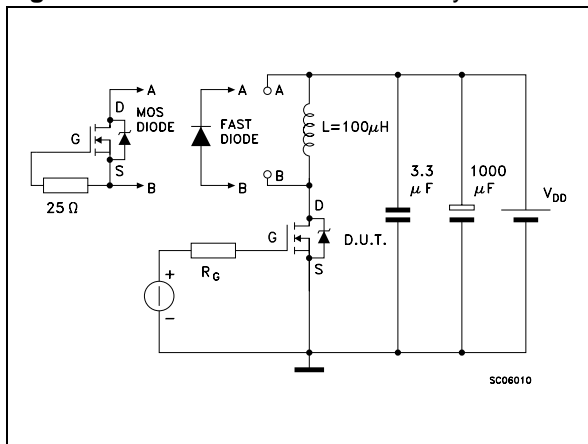 A
D
MOS
DIODE
G
S
B
25 Ω
A
FAST
DIODE
B
A
L=100μH
B
D
G
D.U.T.
S
R_G
+
−
3.3
μF
1000
μF
V_DD
SC06010